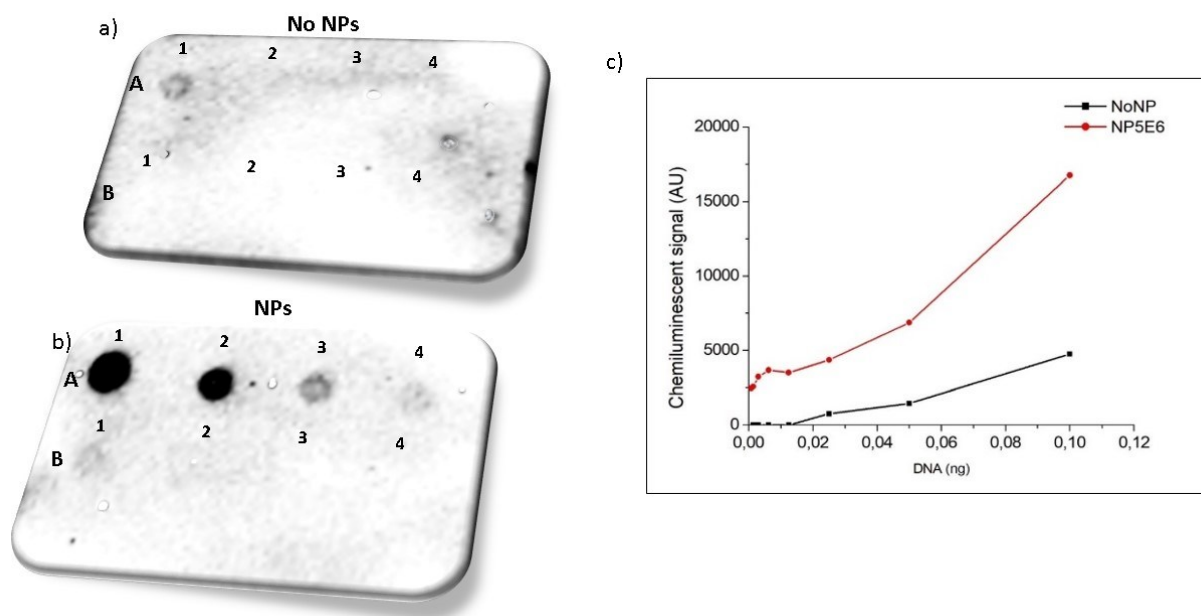 a)
No NPs
1 2 3 4
A
1 2 3 4
B
NPs
b)
1 2 3 4
A
1 2 3 4
B
c)
NoNP
NP5E6
20000
15000
10000
5000
0
Chemiluminescent signal (AU)
0,00 0,02 0,04 0,06 0,08 0,10 0,12
DNA (ng)